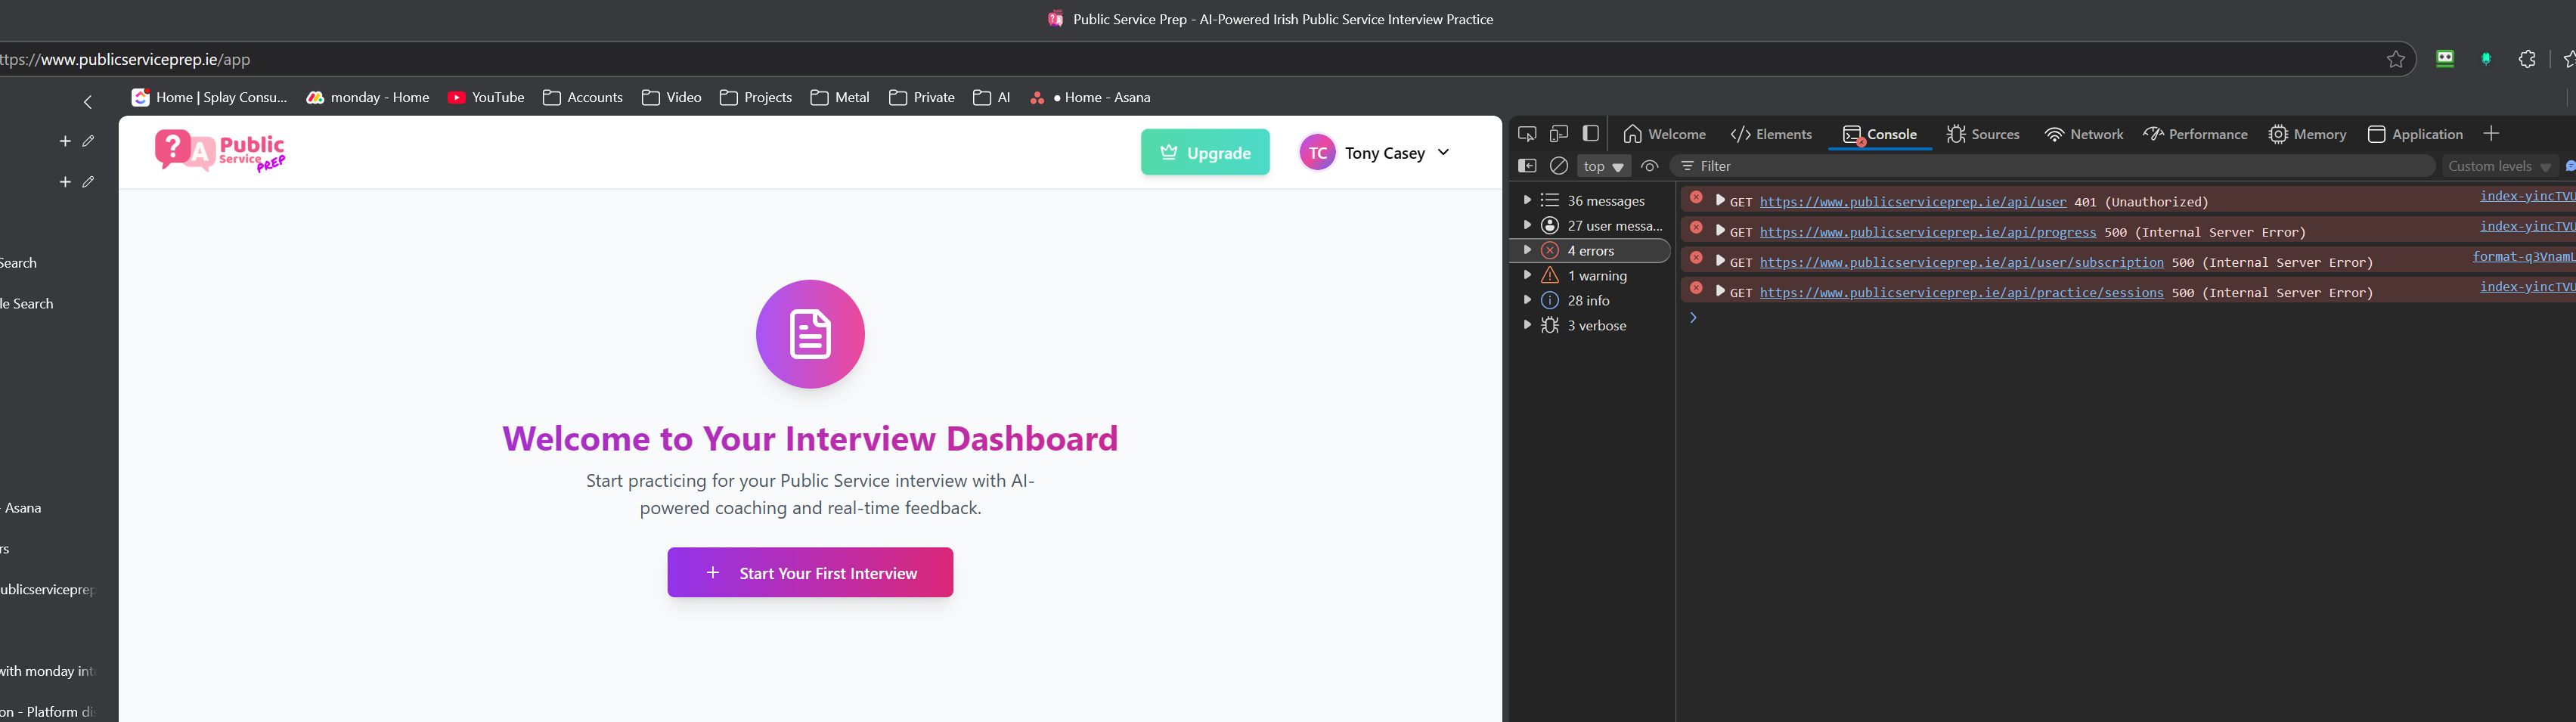 Public Service Prep - AI-Powered Irish Public Service Interview Practice
ttps://www.publicserviceprep.ie/app
Home | Splay Consu...
monday - Home
YouTube
Accounts
Video
Projects
Metal
Private
AI
● Home - Asana
Search
le Search
- Asana
rs
ublicserviceprep
with monday int
on - Platform di
? A Public Service PREP
Upgrade
TC Tony Casey
Welcome to Your Interview Dashboard
Start practicing for your Public Service interview with AI-
powered coaching and real-time feedback.
+ Start Your First Interview
Welcome
Elements
Console
Sources
Network
Performance
Memory
Application
top
Filter
Custom levels
36 messages
27 user messa...
4 errors
1 warning
28 info
3 verbose
GET https://www.publicserviceprep.ie/api/user 401 (Unauthorized) index-yincTVU
GET https://www.publicserviceprep.ie/api/progress 500 (Internal Server Error) index-yincTVU
GET https://www.publicserviceprep.ie/api/user/subscription 500 (Internal Server Error) format-q3VnamL
GET https://www.publicserviceprep.ie/api/practice/sessions 500 (Internal Server Error) index-yincTVU